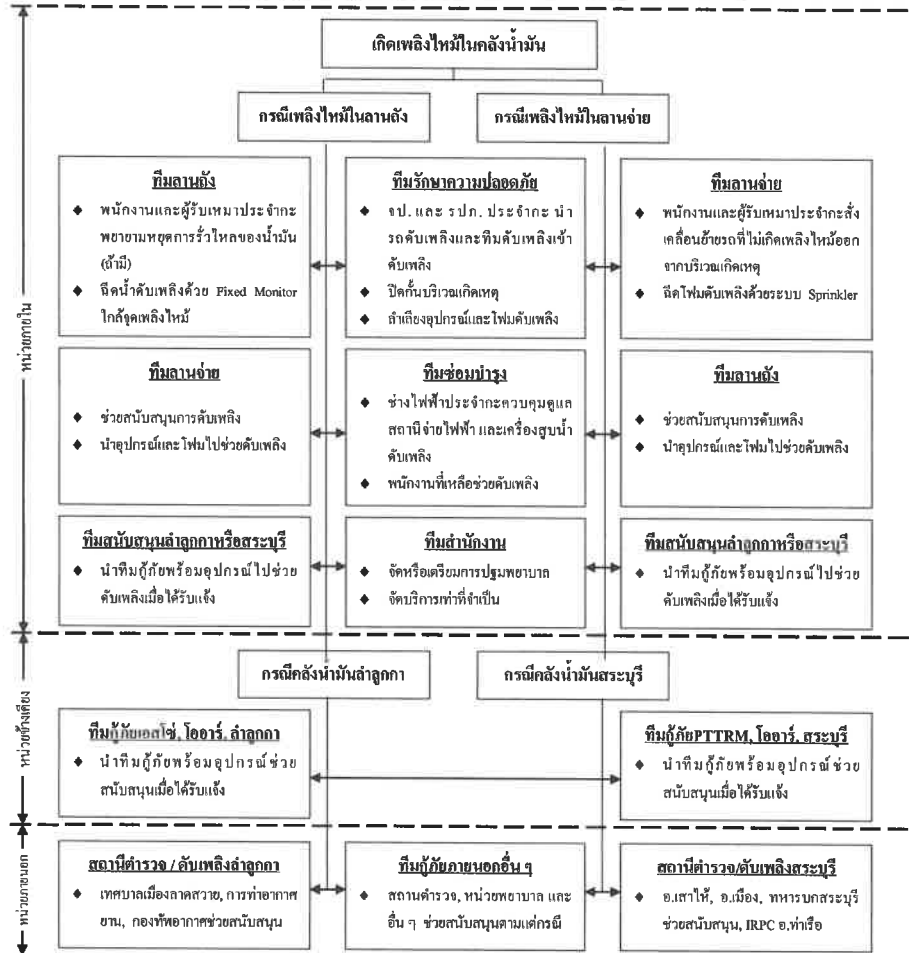 เกิดเพลิงไหม้ในคลังน้ำมัน
กรณีเพลิงไหม้ในลานถัง
กรณีเพลิงไหม้ในลานจ่าย
หน่วยภายใน
ทีมลานถัง
◆ พนักงานและผู้รับเหมาประจำกะ
พยายามหยุดการรั่วไหลของน้ำมัน
(ถ้ามี)
◆ ฉีดน้ำดับเพลิงด้วย Fixed Monitor
ใกล้จุดเพลิงไหม้
ทีมรักษาความปลอดภัย
◆ จป. และ รปภ. ประจำกะ นำ
รถดับเพลิงและทีมดับเพลิงเข้า
ดับเพลิง
◆ ปิดกั้นบริเวณเกิดเหตุ
◆ ลำเลียงอุปกรณ์และโฟมดับเพลิง
ทีมลานจ่าย
◆ พนักงานและผู้รับเหมาประจำกะสั่ง
เคลื่อนย้ายรถที่ไม่เกิดเพลิงไหม้ออก
จากบริเวณเกิดเหตุ
◆ ฉีดโฟมดับเพลิงด้วยระบบ Sprinkler
ทีมลานจ่าย
◆ ช่วยสนับสนุนการดับเพลิง
◆ นำอุปกรณ์และโฟมไปช่วยดับเพลิง
ทีมซ่อมบำรุง
◆ ช่างไฟฟ้าประจำกะควบคุมดูแล
สถานีจ่ายไฟฟ้า และเครื่องสูบน้ำ
ดับเพลิง
◆ พนักงานที่เหลือช่วยดับเพลิง
ทีมลานถัง
◆ ช่วยสนับสนุนการดับเพลิง
◆ นำอุปกรณ์และโฟมไปช่วยดับเพลิง
ทีมสนับสนุนลำลูกกาหรือสระบุรี
◆ นำทีมกู้ภัยพร้อมอุปกรณ์ไปช่วย
ดับเพลิงเมื่อได้รับแจ้ง
ทีมสำนักงาน
◆ จัดหรือเตรียมการปฐมพยาบาล
◆ จัดบริการเท่าที่จำเป็น
ทีมสนับสนุนลำลูกกาหรือสระบุรี
◆ นำทีมกู้ภัยพร้อมอุปกรณ์ไปช่วย
ดับเพลิงเมื่อได้รับแจ้ง
หน่วยข้างเคียง
กรณีคลังน้ำมันลำลูกกา
กรณีคลังน้ำมันสระบุรี
ทีมกู้ภัยเอสโซ่, โออาร์, ลำลูกกา
◆ นำทีมกู้ภัยพร้อมอุปกรณ์ช่วย
สนับสนุนเมื่อได้รับแจ้ง
ทีมกู้ภัยPTTRM, โออาร์, สระบุรี
◆ นำทีมกู้ภัยพร้อมอุปกรณ์ช่วย
สนับสนุนเมื่อได้รับแจ้ง
หน่วยภายนอก
สถานีตำรวจ / ดับเพลิงลำลูกกา
◆ เทศบาลเมืองลาดสวาย, การท่าอากาศ
ยาน, กองทัพอากาศช่วยสนับสนุน
ทีมกู้ภัยภายนอกอื่น ๆ
◆ สถานตำรวจ, หน่วยพยาบาล และ
อื่น ๆ ช่วยสนับสนุนตามแต่กรณี
สถานีตำรวจ/ดับเพลิงสระบุรี
◆ อ.เสาไห้, อ.เมือง, ทหารบกสระบุรี
ช่วยสนับสนุน, IRPC อ.ท่าเรือ